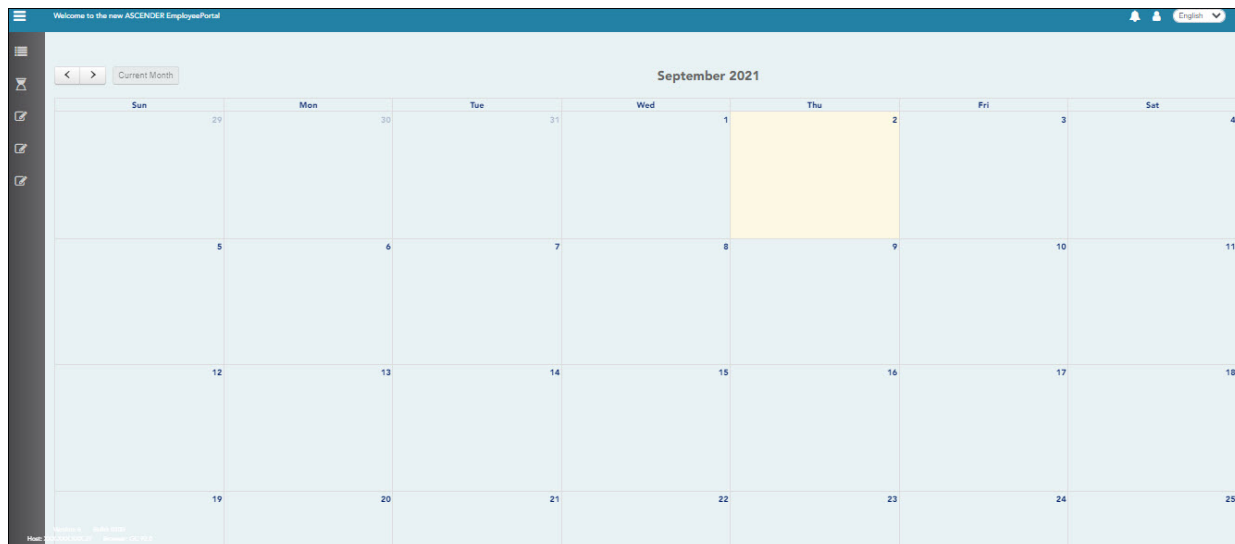 Welcome to the new ASCENDER EmployeePortal English
Current Month September 2021
Sun Mon Tue Wed Thu Fri Sat
29 30 31 1 2 3 4
5 6 7 8 9 10 11
12 13 14 15 16 17 18
19 20 21 22 23 24 25
Host: